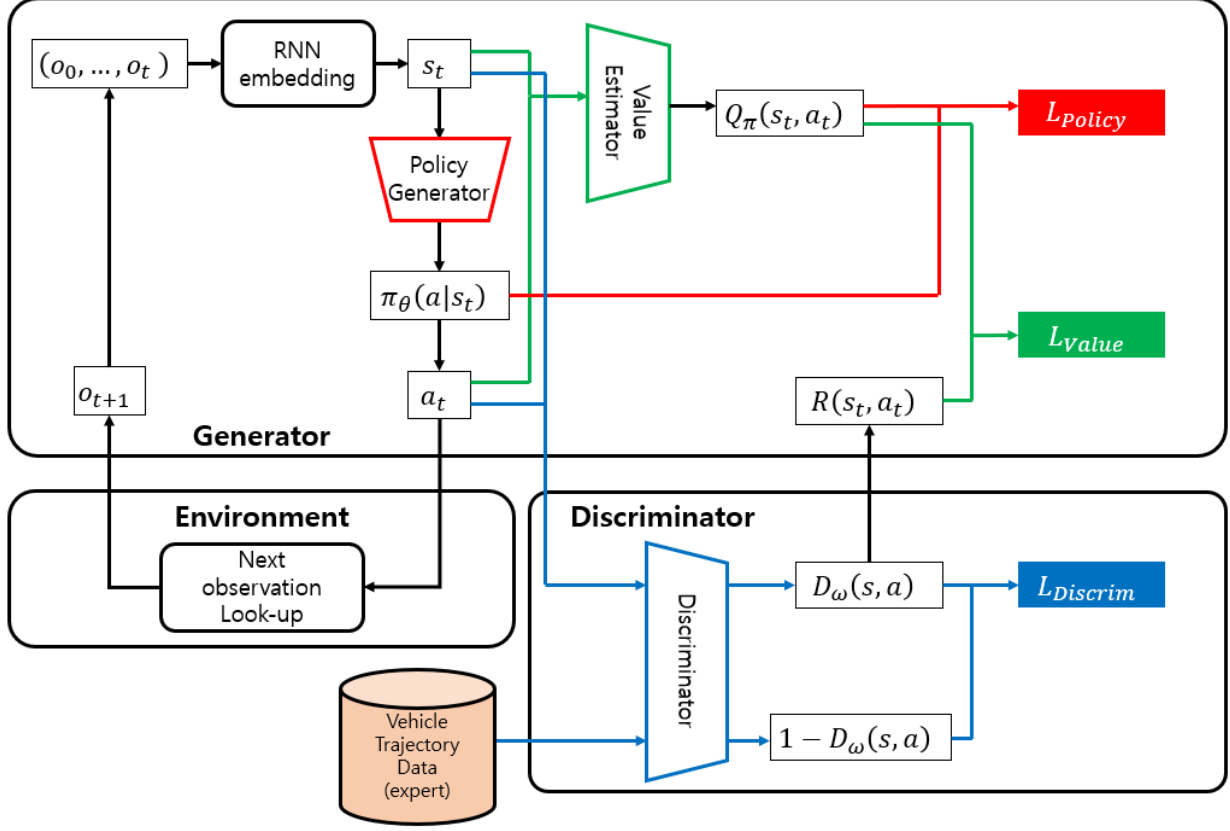 (o_0, ..., o_t )
RNN
embedding
s_t
Value
Estimator
Q_π(s_t, a_t)
L_Policy
Policy
Generator
π_θ(a|s_t)
L_Value
o_{t+1}
a_t
R(s_t, a_t)
Generator
Environment
Discriminator
Next
observation
Look-up
Discriminator
D_ω(s, a)
L_Discrim
Vehicle
Trajectory
Data
(expert)
1 − D_ω(s, a)